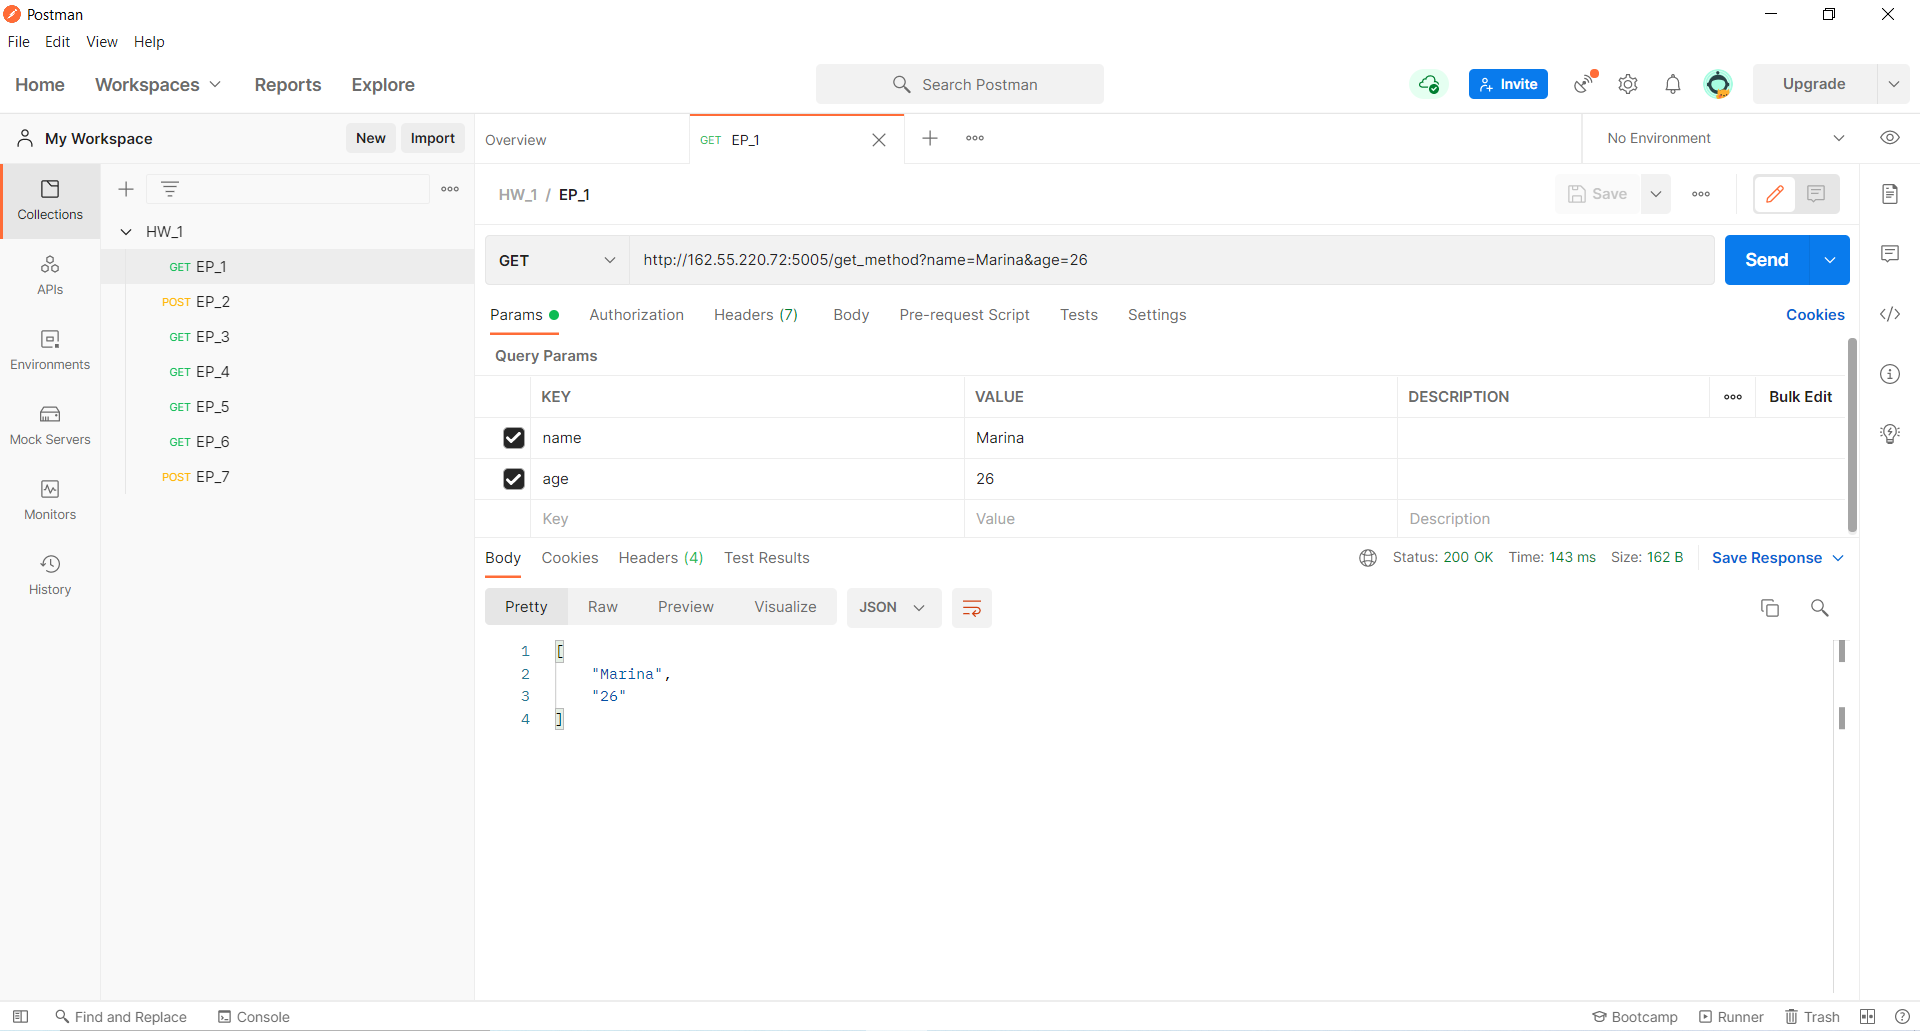 Postman
File Edit View Help
Home Workspaces Reports Explore Search Postman Invite Upgrade
My Workspace New Import Overview GET EP_1 No Environment
Collections
APIs
Environments
Mock Servers
Monitors
History
HW_1
GET EP_1
POST EP_2
GET EP_3
GET EP_4
GET EP_5
GET EP_6
POST EP_7
HW_1 / EP_1 Save
GET http://162.55.220.72:5005/get_method?name=Marina&age=26 Send
Params Authorization Headers (7) Body Pre-request Script Tests Settings Cookies
Query Params
KEY VALUE DESCRIPTION Bulk Edit
name Marina
age 26
Key Value Description
Body Cookies Headers (4) Test Results Status: 200 OK Time: 143 ms Size: 162 B Save Response
Pretty Raw Preview Visualize JSON
1 [
2 "Marina",
3 "26"
4 ]
Find and Replace Console Bootcamp Runner Trash